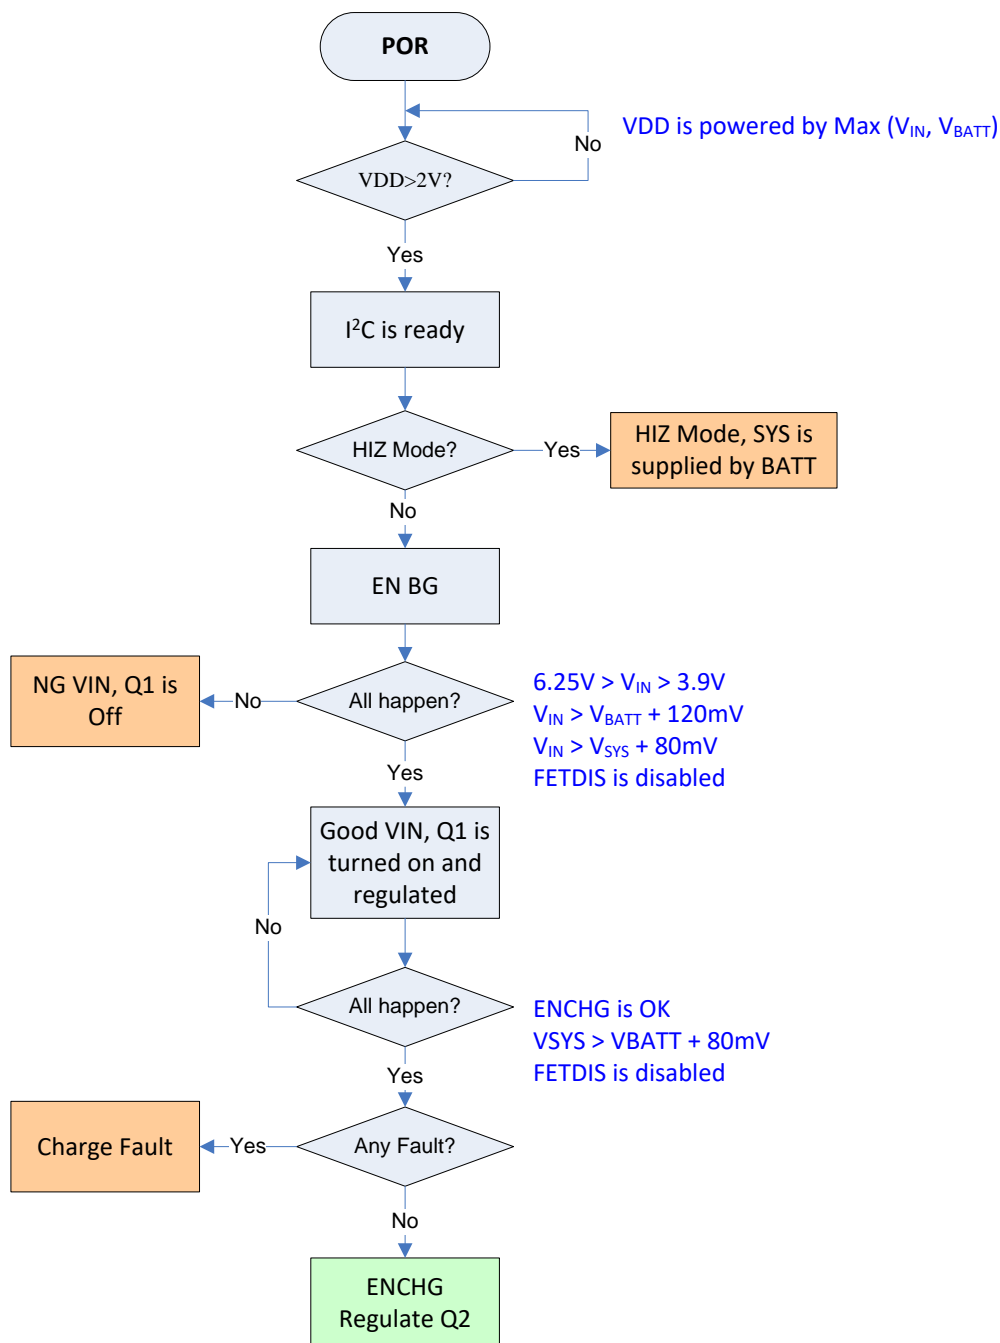 POR
VDD is powered by Max (VIN, VBATT)
No
VDD>2V?
Yes
I²C is ready
HIZ Mode?
Yes
HIZ Mode, SYS is
supplied by BATT
No
EN BG
NG VIN, Q1 is
Off
No
All happen?
6.25V > VIN > 3.9V
VIN > VBATT + 120mV
VIN > VSYS + 80mV
FETDIS is disabled
Yes
Good VIN, Q1 is
turned on and
regulated
No
All happen?
ENCHG is OK
VSYS > VBATT + 80mV
FETDIS is disabled
Yes
Charge Fault
Yes
Any Fault?
No
ENCHG
Regulate Q2